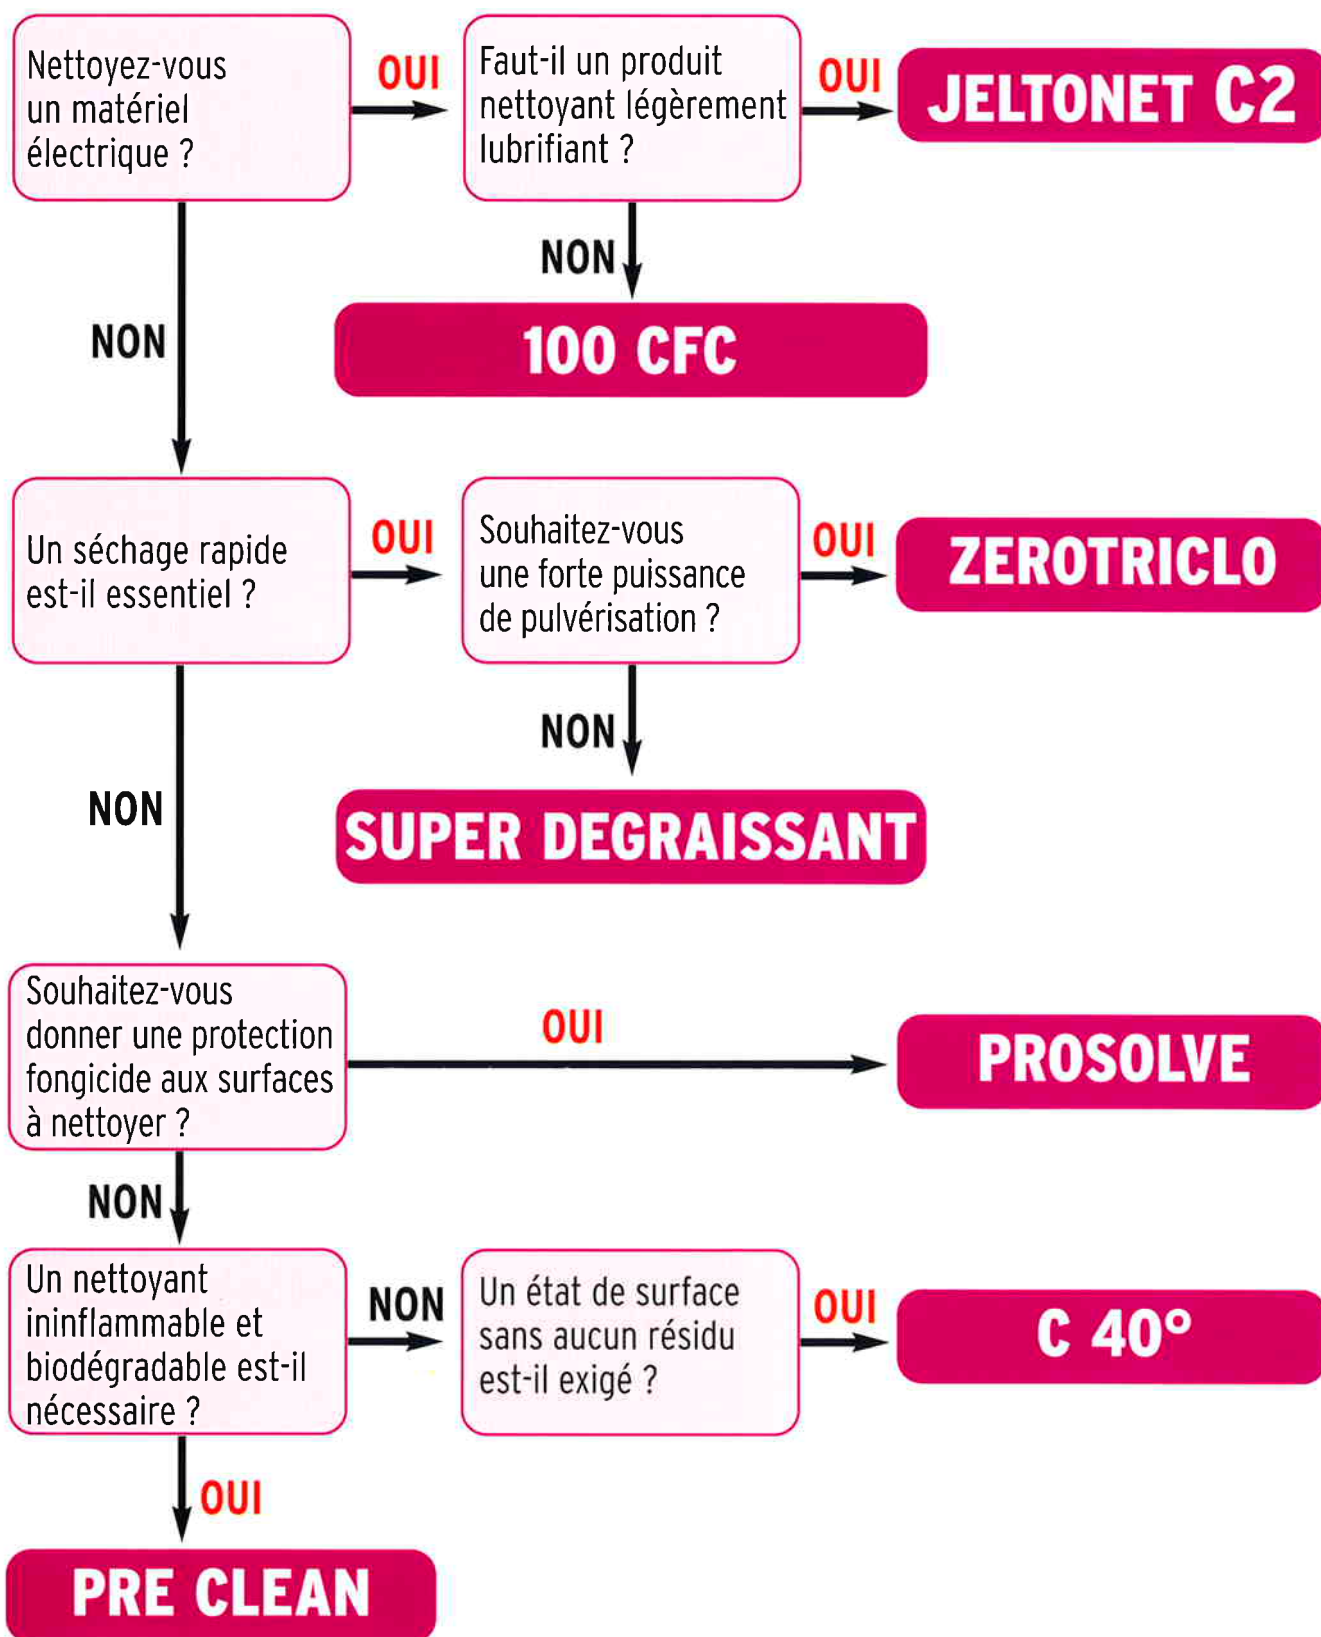 Nettoyez-vous
un matériel
électrique ?
OUI
Faut-il un produit
nettoyant légèrement
lubrifiant ?
OUI
JELTONET C2
NON
100 CFC
NON
Un séchage rapide
est-il essentiel ?
OUI
Souhaitez-vous
une forte puissance
de pulvérisation ?
OUI
ZEROTRICLO
NON
SUPER DEGRAISSANT
NON
Souhaitez-vous
donner une protection
fongicide aux surfaces
à nettoyer ?
OUI
PROSOLVE
NON
Un nettoyant
ininflammable et
biodégradable est-il
nécessaire ?
NON
Un état de surface
sans aucun résidu
est-il exigé ?
OUI
C 40°
OUI
PRE CLEAN